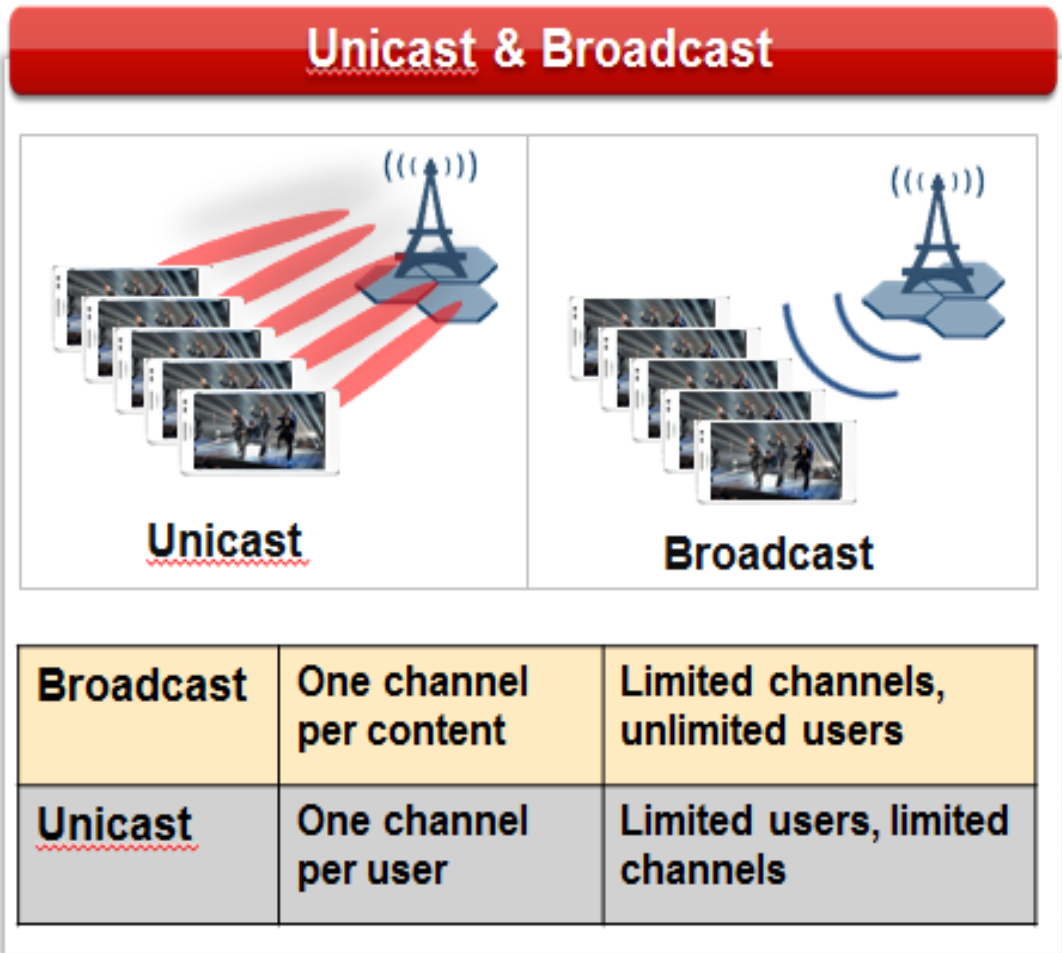 Unicast & Broadcast
Unicast
Broadcast
Broadcast
One channel
per content
Limited channels,
unlimited users
Unicast
One channel
per user
Limited users, limited
channels